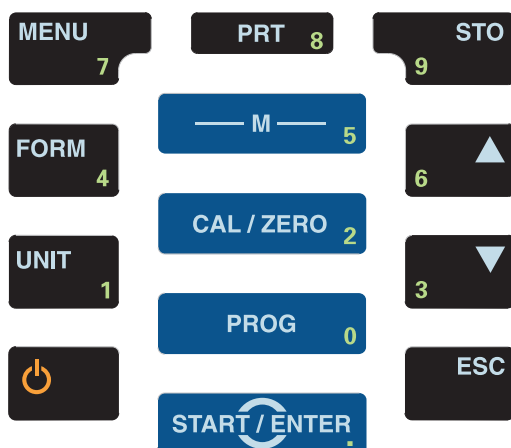 MENU 7
PRT 8
STO 9
M 5
FORM 4
6
CAL / ZERO 2
UNIT 1
3
PROG 0
ESC
START / ENTER .